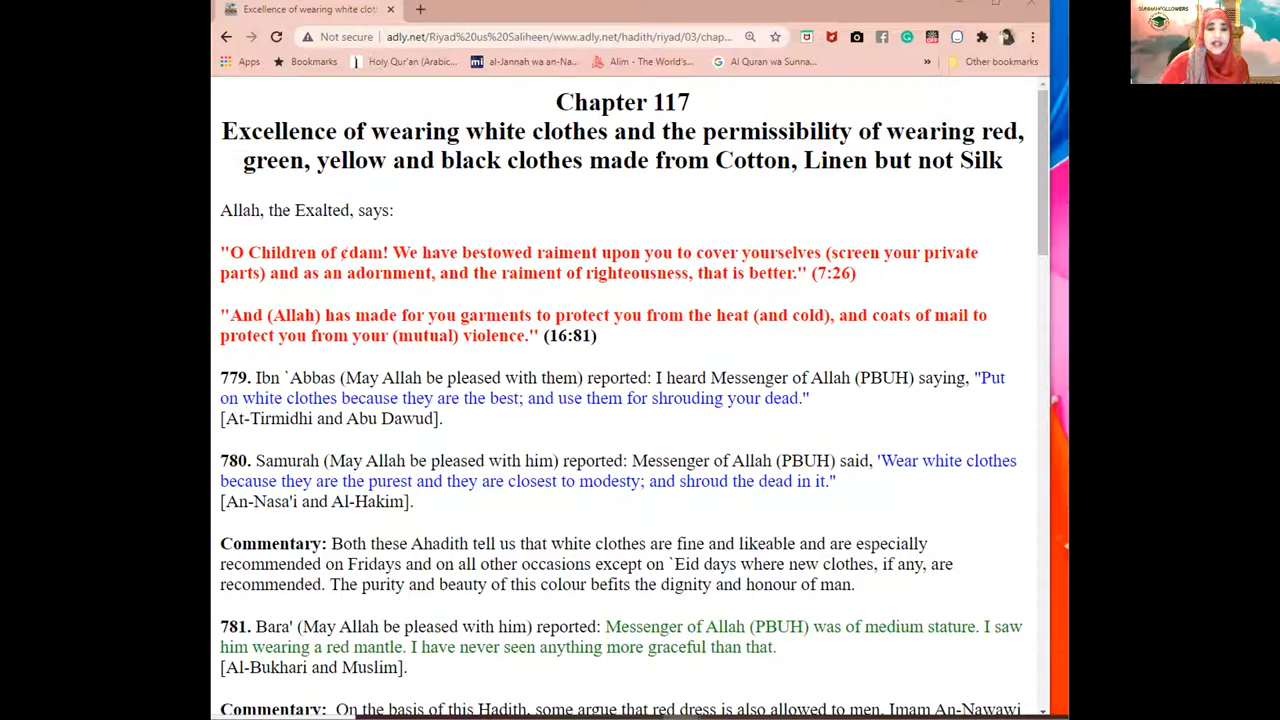 Excellence of wearing white clot
Not secure
adly.net/Riyad%20us%20Saliheen/www.adly.net/hadith/riyad/03/chap...
Apps
Bookmarks
Holy Qur'an (Arabic...
al-Jannah wa an-Na...
Alim - The World's...
Al Quran wa Sunna...
»
Other bookmarks
SUNNAHFOLLOWERS
Chapter 117
Excellence of wearing white clothes and the permissibility of wearing red,
green, yellow and black clothes made from Cotton, Linen but not Silk
Allah, the Exalted, says:
"O Children of ¢dam! We have bestowed raiment upon you to cover yourselves (screen your private
parts) and as an adornment, and the raiment of righteousness, that is better." (7:26)
"And (Allah) has made for you garments to protect you from the heat (and cold), and coats of mail to
protect you from your (mutual) violence." (16:81)
779. Ibn `Abbas (May Allah be pleased with them) reported: I heard Messenger of Allah (PBUH) saying, "Put
on white clothes because they are the best; and use them for shrouding your dead."
[At-Tirmidhi and Abu Dawud].
780. Samurah (May Allah be pleased with him) reported: Messenger of Allah (PBUH) said, 'Wear white clothes
because they are the purest and they are closest to modesty; and shroud the dead in it."
[An-Nasa'i and Al-Hakim].
Commentary: Both these Ahadith tell us that white clothes are fine and likeable and are especially
recommended on Fridays and on all other occasions except on `Eid days where new clothes, if any, are
recommended. The purity and beauty of this colour befits the dignity and honour of man.
781. Bara' (May Allah be pleased with him) reported: Messenger of Allah (PBUH) was of medium stature. I saw
him wearing a red mantle. I have never seen anything more graceful than that.
[Al-Bukhari and Muslim].
Commentary: On the basis of this Hadith, some argue that red dress is also allowed to men. Imam An-Nawawi